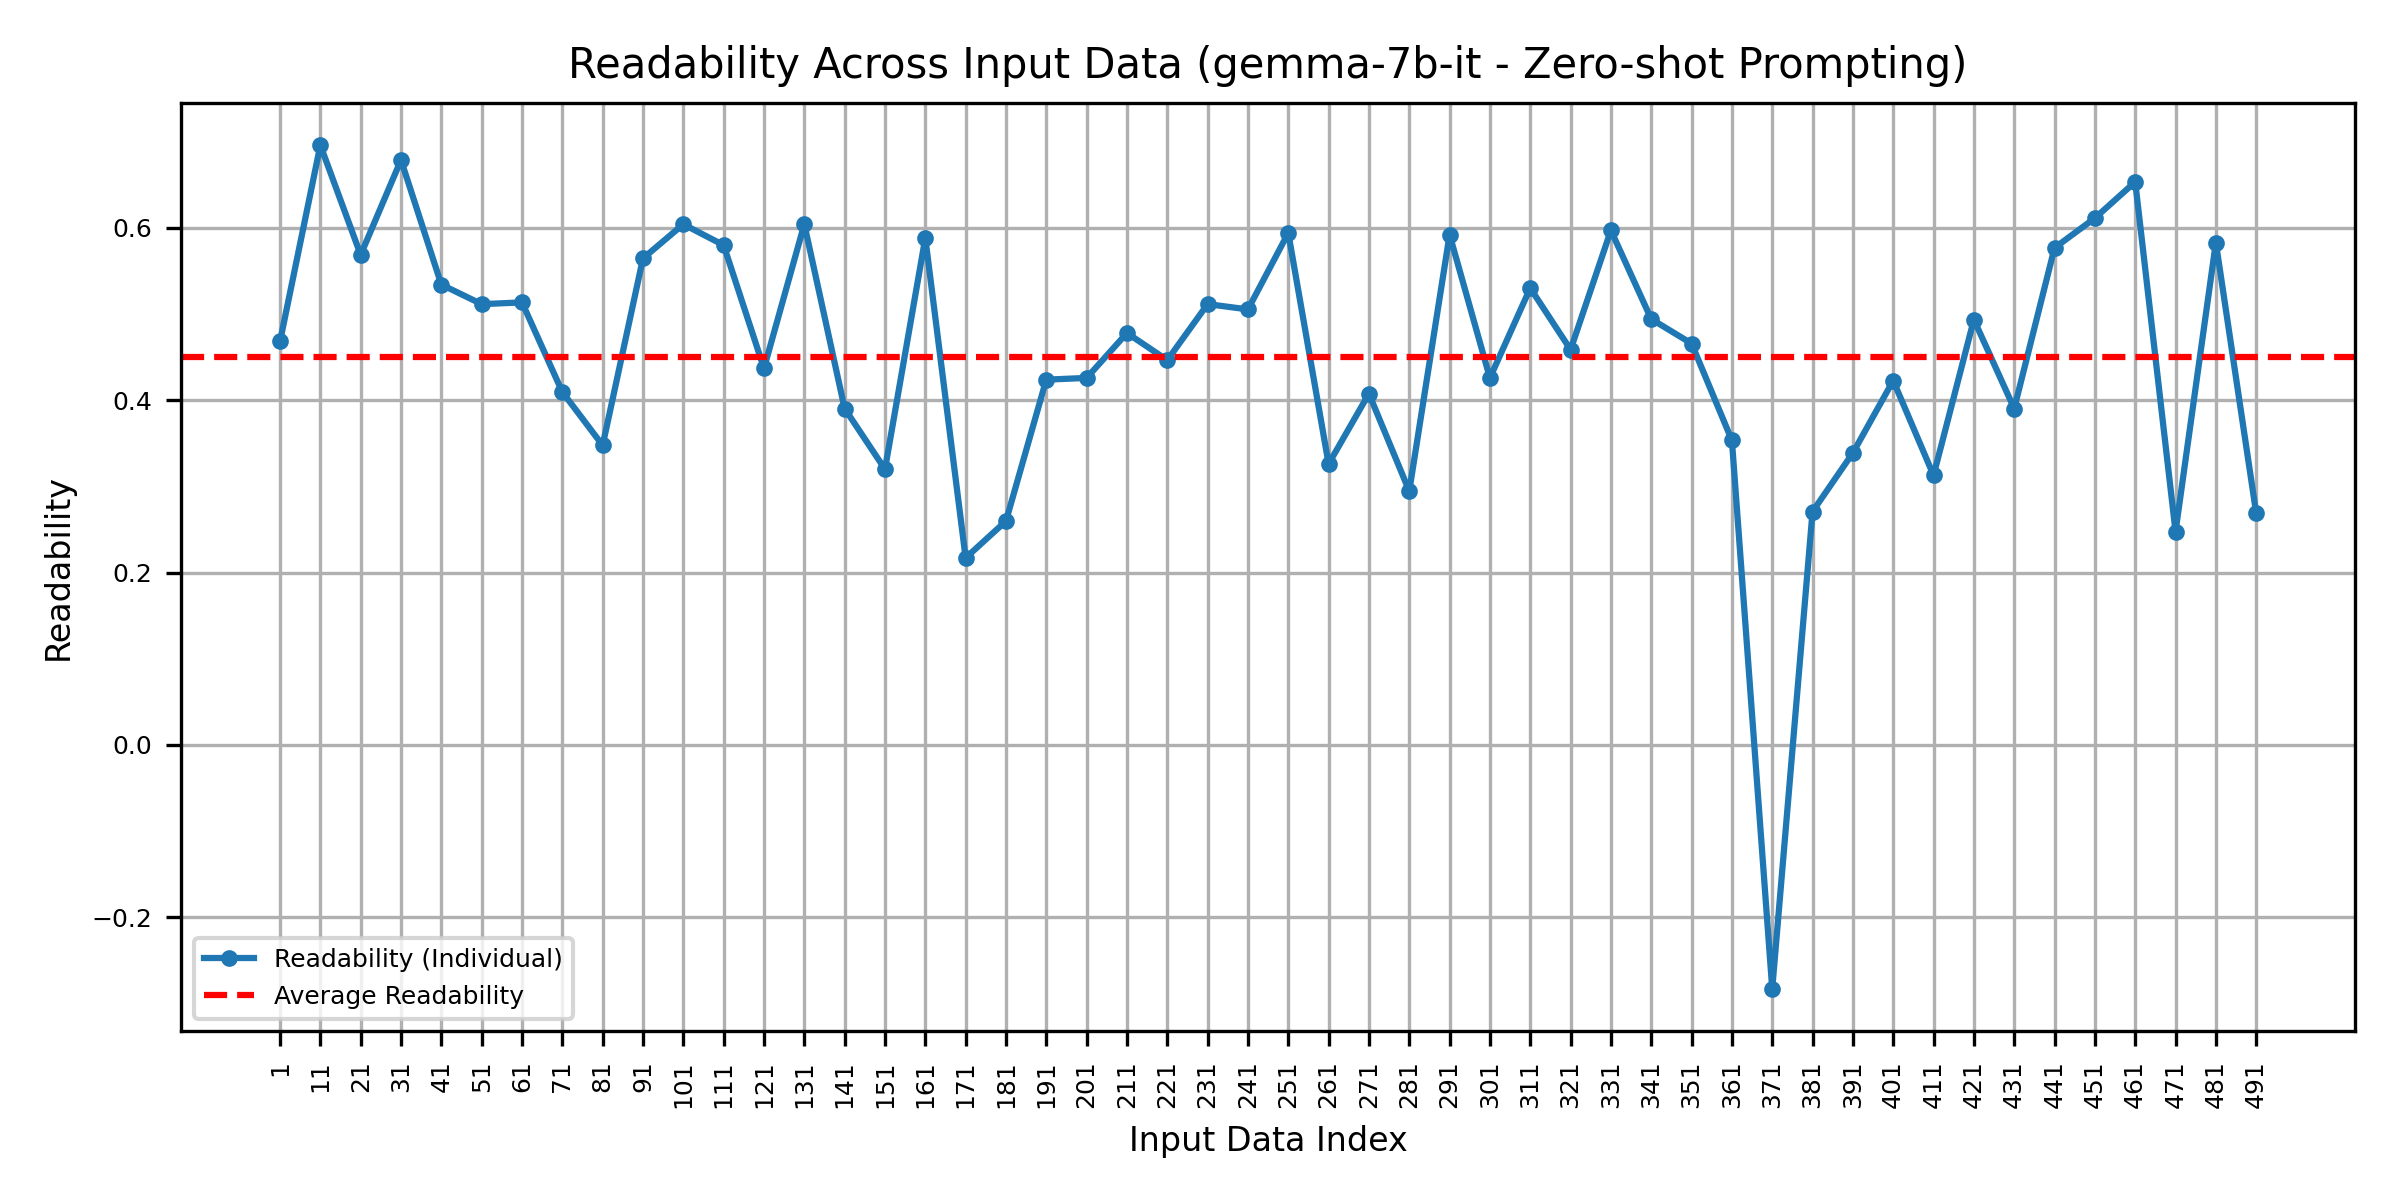 Readability Across Input Data (gemma-7b-it - Zero-shot Prompting)
Readability
0.6
0.4
0.2
0.0
−0.2
Readability (Individual)
Average Readability
1 11 21 31 41 51 61 71 81 91 101 111 121 131 141 151 161 171 181 191 201 211 221 231 241 251 261 271 281 291 301 311 321 331 341 351 361 371 381 391 401 411 421 431 441 451 461 471 481 491
Input Data Index